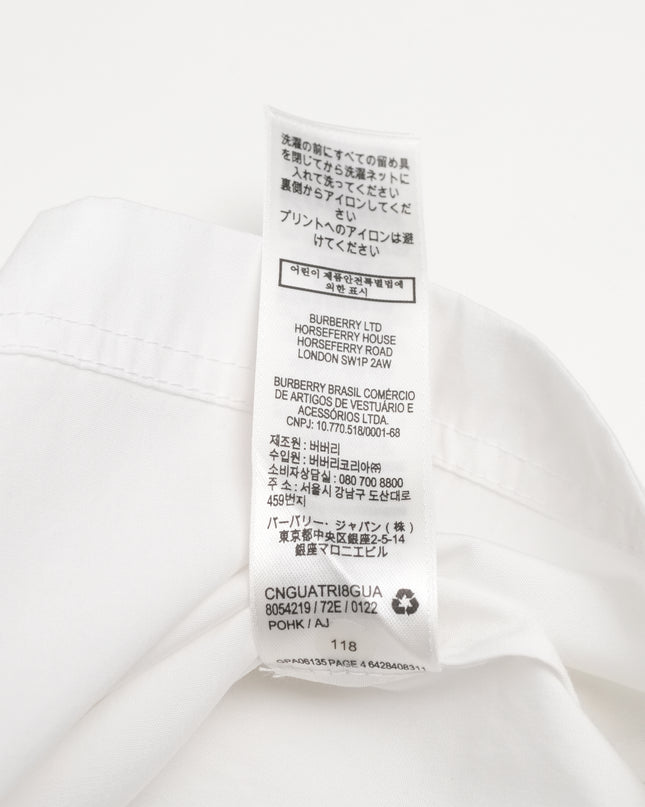 洗濯の前にすべての留め具
を閉じてから洗濯ネットに
入れて洗ってください
裏側からアイロンしてくだ
さい
プリントへのアイロンは避
けてください
어린이 제품안전특별법에
의한 표시
BURBERRY LTD
HORSEFERRY HOUSE
HORSEFERRY ROAD
LONDON SW1P 2AW
BURBERRY BRASIL COMÉRCIO
DE ARTIGOS DE VESTUÁRIO E
ACESSÓRIOS LTDA.
CNPJ: 10.770.518/0001-68
제조원 : 버버리
수입원 : 버버리코리아㈜
소비자상담실 : 080 700 8800
주 소 : 서울시 강남구 도산대로
459번지
バーバリー・ジャパン(株)
東京都中央区銀座2-5-14
銀座マロニエビル
CNGUATRI8GUA
8054219 / 72E / 0122
POHK / AJ
118
GPA06135 PAGE 4 6428408311